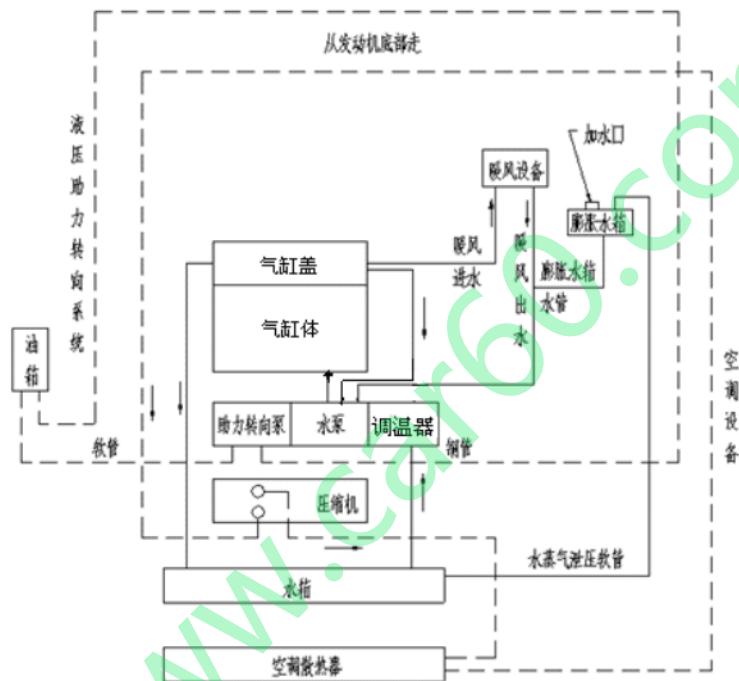 从发动机底部走
液压助力转向系统
加水口
暖风设备
膨胀水箱
暖风进水
暖风出水
膨胀水箱水管
气缸盖
气缸体
油箱
空调设备
助力转向泵
水泵
调温器
软管
钢管
压缩机
水蒸气泄压软管
水箱
空调散热器
www.car60.com